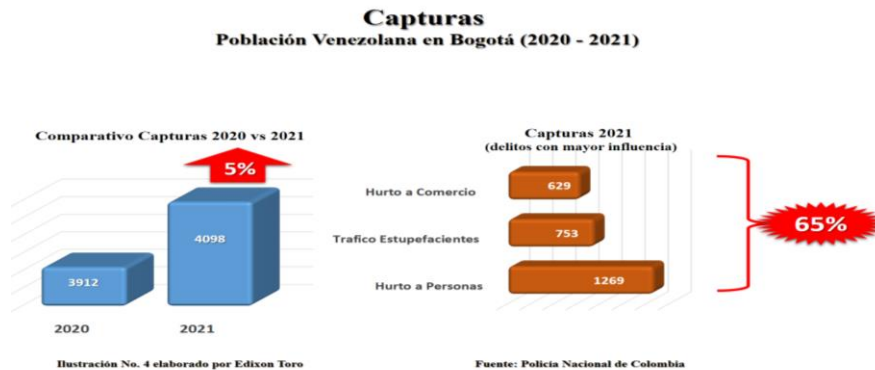 Capturas
Población Venezolana en Bogotá (2020 - 2021)
Comparativo Capturas 2020 vs 2021
5%
4098
3912
2020
2021
Ilustración No. 4 elaborado por Edixon Toro
Capturas 2021
(delitos con mayor influencia)
Hurto a Comercio
629
Trafico Estupefacientes
753
Hurto a Personas
1269
65%
Fuente: Policía Nacional de Colombia